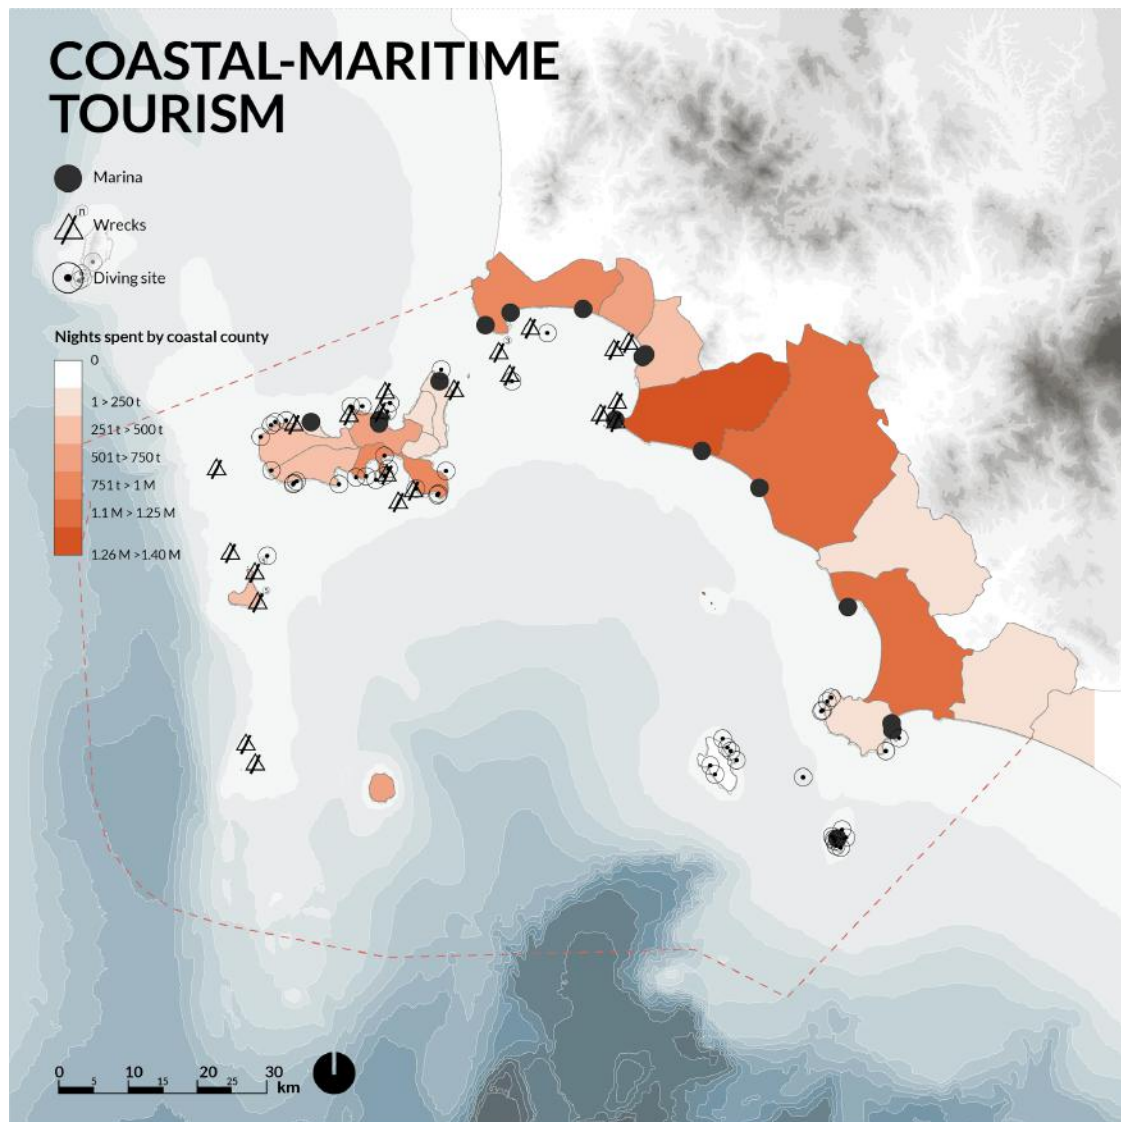 COASTAL-MARITIME
TOURISM
Marina
n
Wrecks
Diving site
Nights spent by coastal county
0
1 > 250 t
251 t > 500 t
501 t > 750 t
751 t > 1 M
1.1 M > 1.25 M
1.26 M >1.40 M
0 10 20 30
5 15 25 km